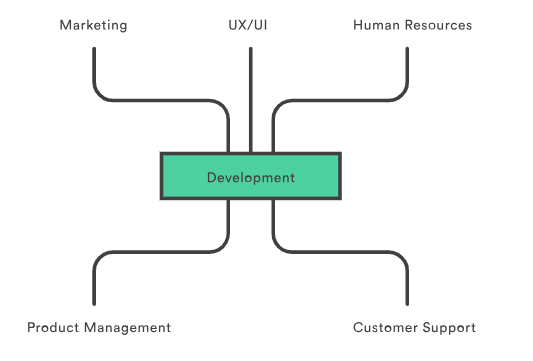 Marketing
UX/UI
Human Resources
Development
Product Management
Customer Support